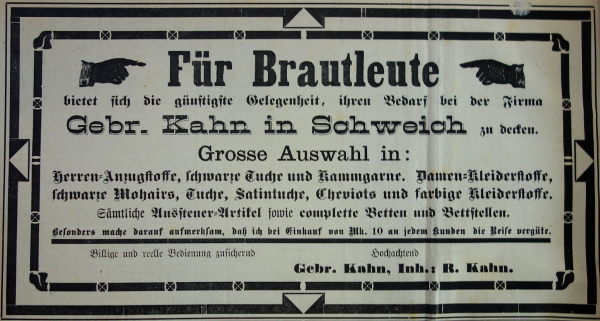 Für Brautleute
bietet sich die günstigste Gelegenheit, ihren Bedarf bei der Firma
Gebr. Kahn in Schweich zu decken.
Grosse Auswahl in:
Herren-Anzugstoffe, schwarze Tuche und Kammgarne. Damen-Kleiderstoffe,
schwarze Mohairs, Tuche, Satintuche, Cheviots und farbige Kleiderstoffe.
Sämtliche Aussteuer-Artikel sowie complette Betten und Bettstellen.
Besonders mache darauf aufmerksam, daß ich bei Einkauf von Mk. 10 an jedem Kunden die Reise vergüte.
Billige und reelle Bedienung zusichernd Hochachtend
Gebr. Kahn, Inh.: R. Kahn.